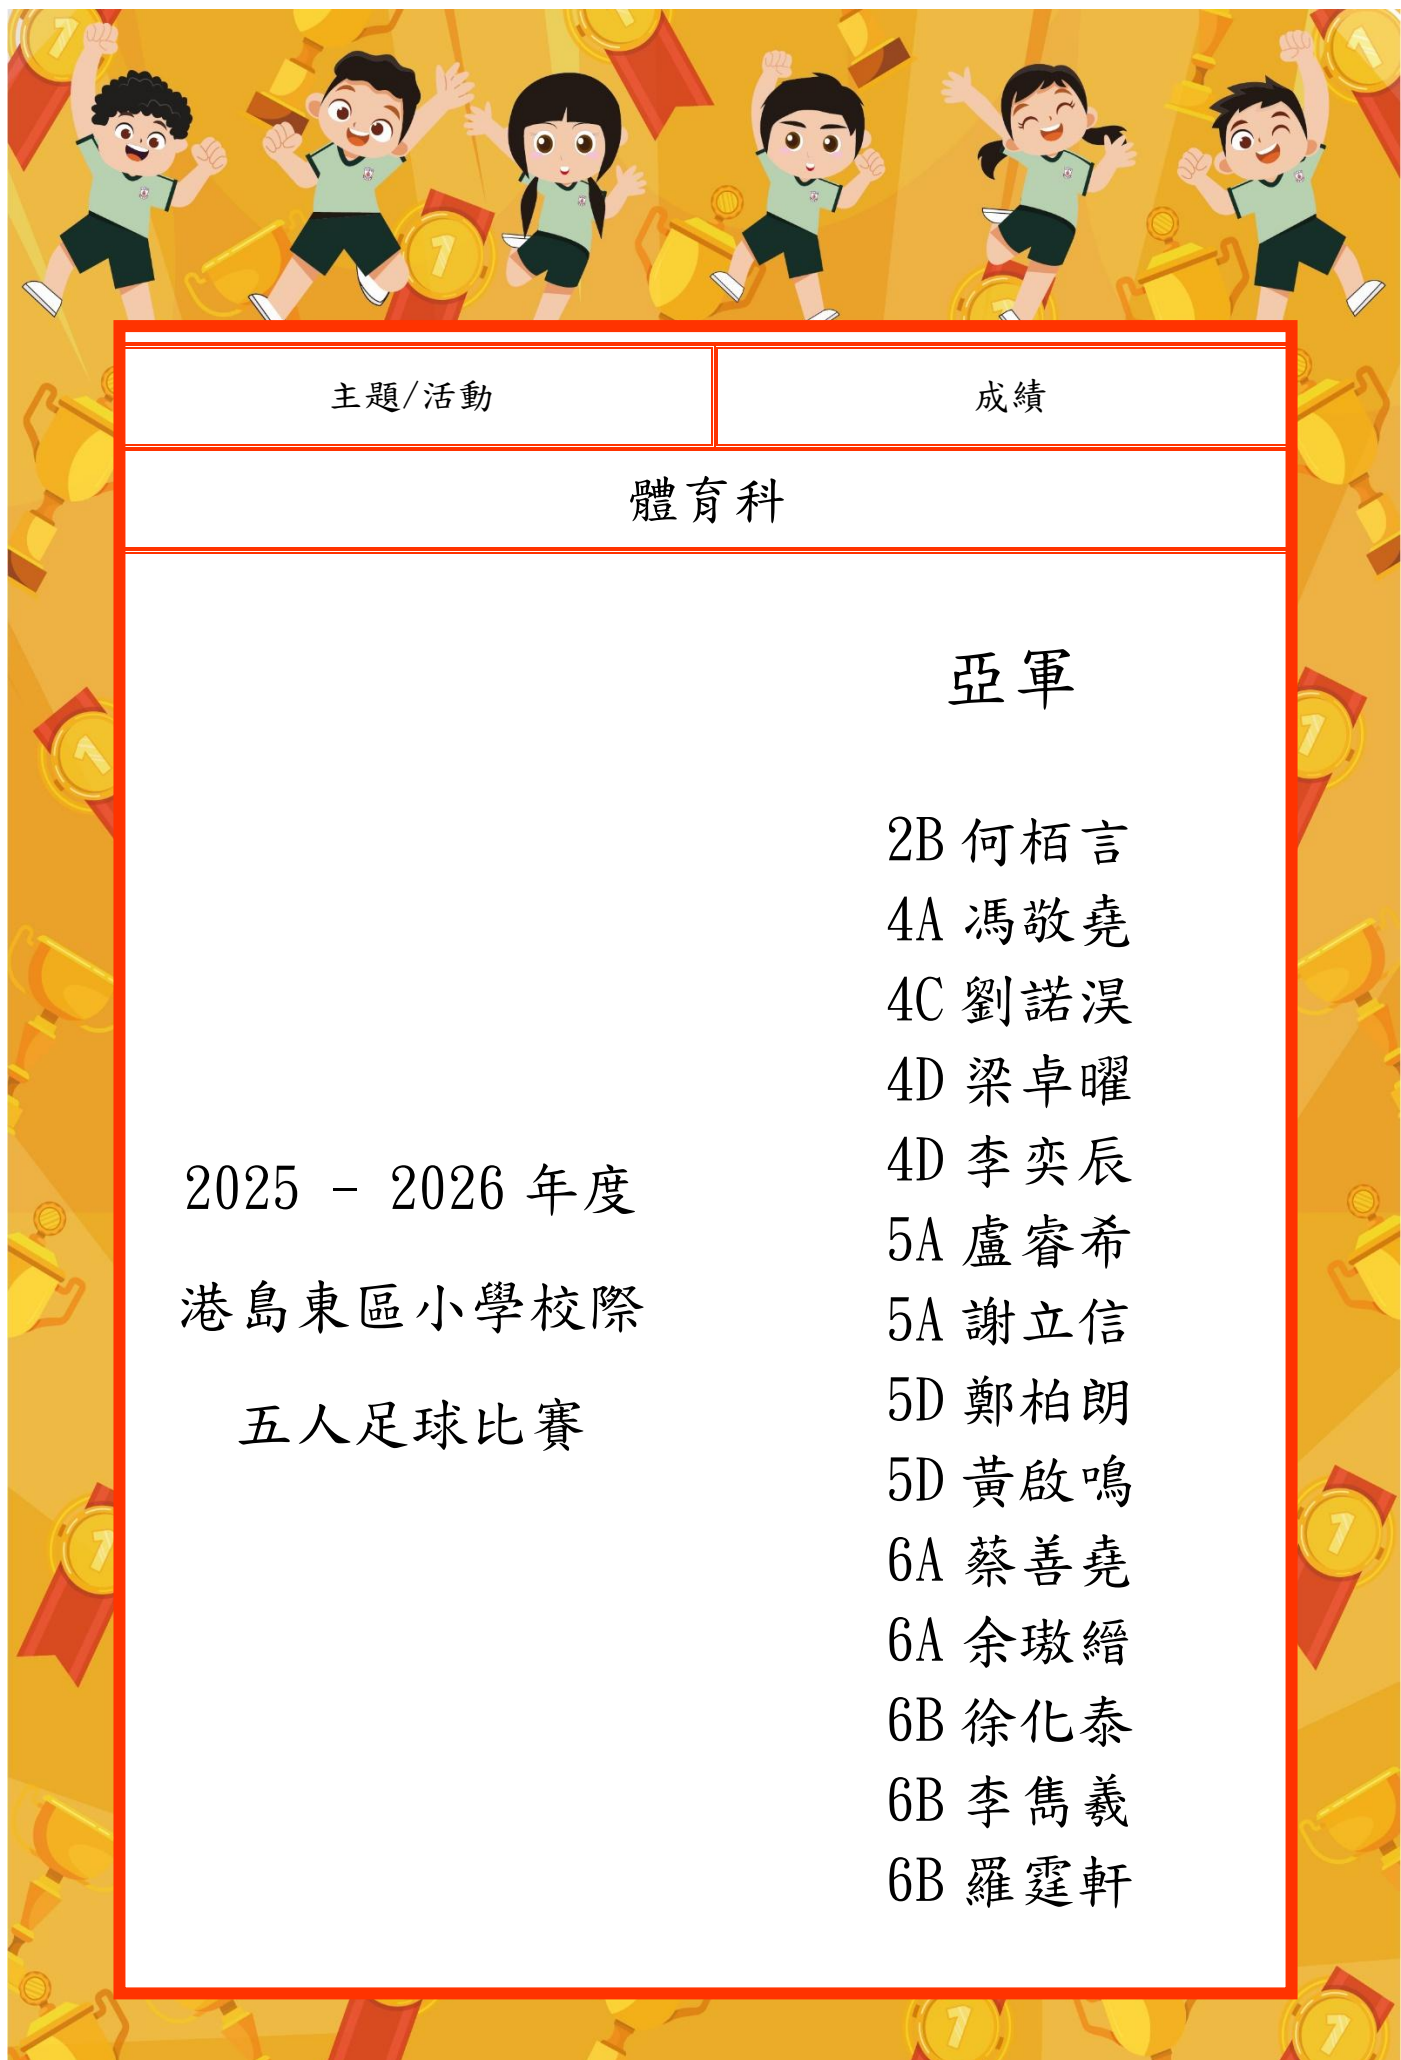 主題/活動
成績
體育科
2025 - 2026 年度
港島東區小學校際
五人足球比賽
亞軍
2B 何栢言
4A 馮敬堯
4C 劉諾淏
4D 梁卓曜
4D 李奕辰
5A 盧睿希
5A 謝立信
5D 鄭柏朗
5D 黃啟鳴
6A 蔡善堯
6A 余璈縉
6B 徐化泰
6B 李雋羲
6B 羅霆軒